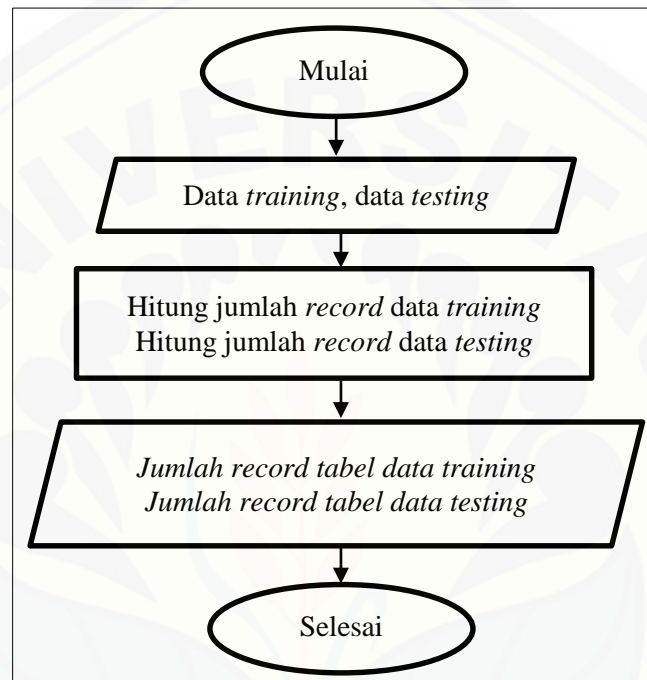 Mulai
Data training, data testing
Hitung jumlah record data training
Hitung jumlah record data testing
Jumlah record tabel data training
Jumlah record tabel data testing
Selesai